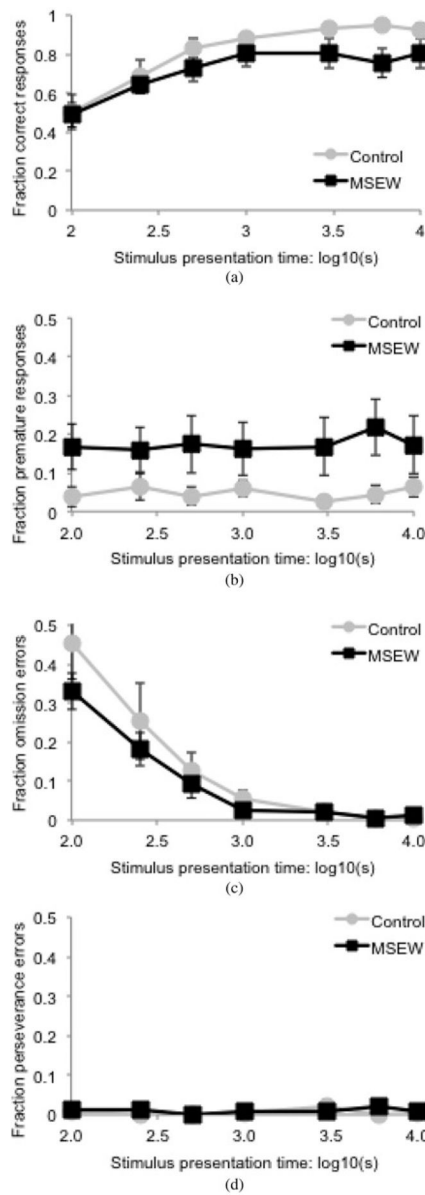 Fraction correct responses
1
0.8
0.6
0.4
0.2
0
Control
MSEW
2
2.5
3
3.5
4
Stimulus presentation time: log10(s)
(a)
Fraction premature responses
0.5
0.4
0.3
0.2
0.1
0
Control
MSEW
2.0
2.5
3.0
3.5
4.0
Stimulus presentation time: log10(s)
(b)
Fraction omission errors
0.5
0.4
0.3
0.2
0.1
0
Control
MSEW
2.0
2.5
3.0
3.5
4.0
Stimulus presentation time: log10(s)
(c)
Fraction perseverance errors
0.5
0.4
0.3
0.2
0.1
0
Control
MSEW
2.0
2.5
3.0
3.5
4.0
Stimulus presentation time: log10(s)
(d)